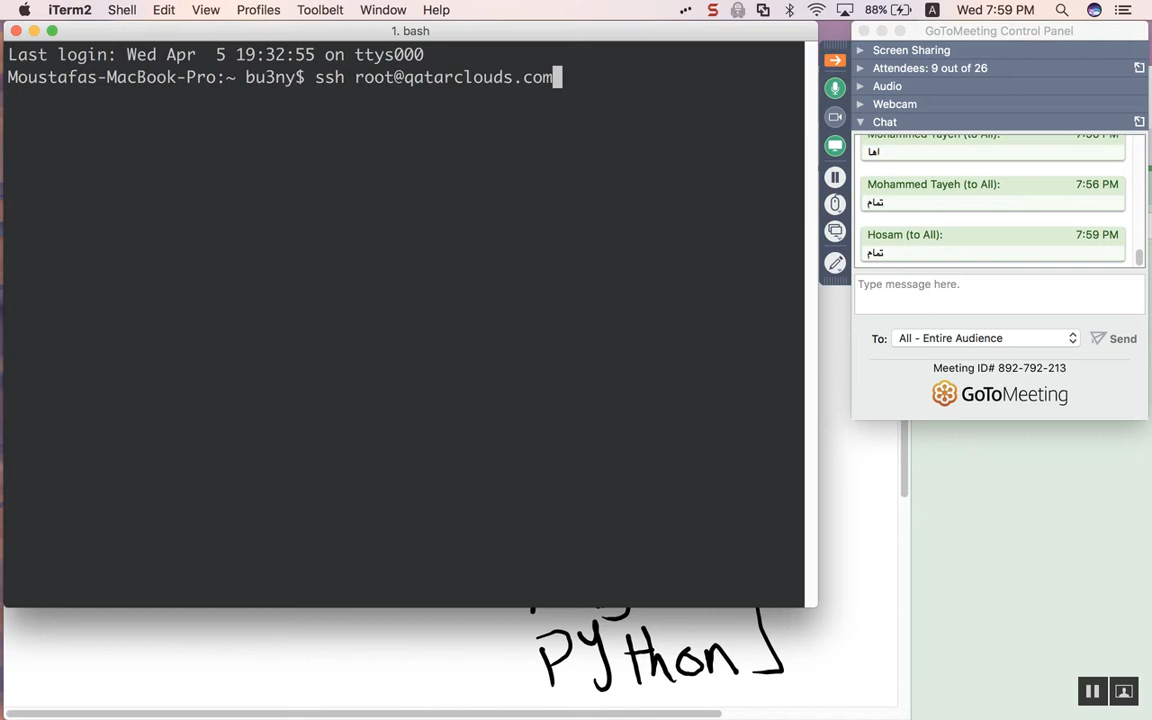 iTerm2 Shell Edit View Profiles Toolbelt Window Help S 88% A Wed 7:59 PM
1. bash
Last login: Wed Apr  5 19:32:55 on ttys000
Moustafas-MacBook-Pro:~ bu3ny$ ssh root@qatarclouds.com
GoToMeeting Control Panel
Screen Sharing
Attendees: 9 out of 26
Audio
Webcam
Chat
Mohammed Tayeh (to All):
اها
Mohammed Tayeh (to All): 7:56 PM
تمام
Hosam (to All): 7:59 PM
تمام
Type message here.
To: All - Entire Audience Send
Meeting ID# 892-792-213
GoToMeeting
Python